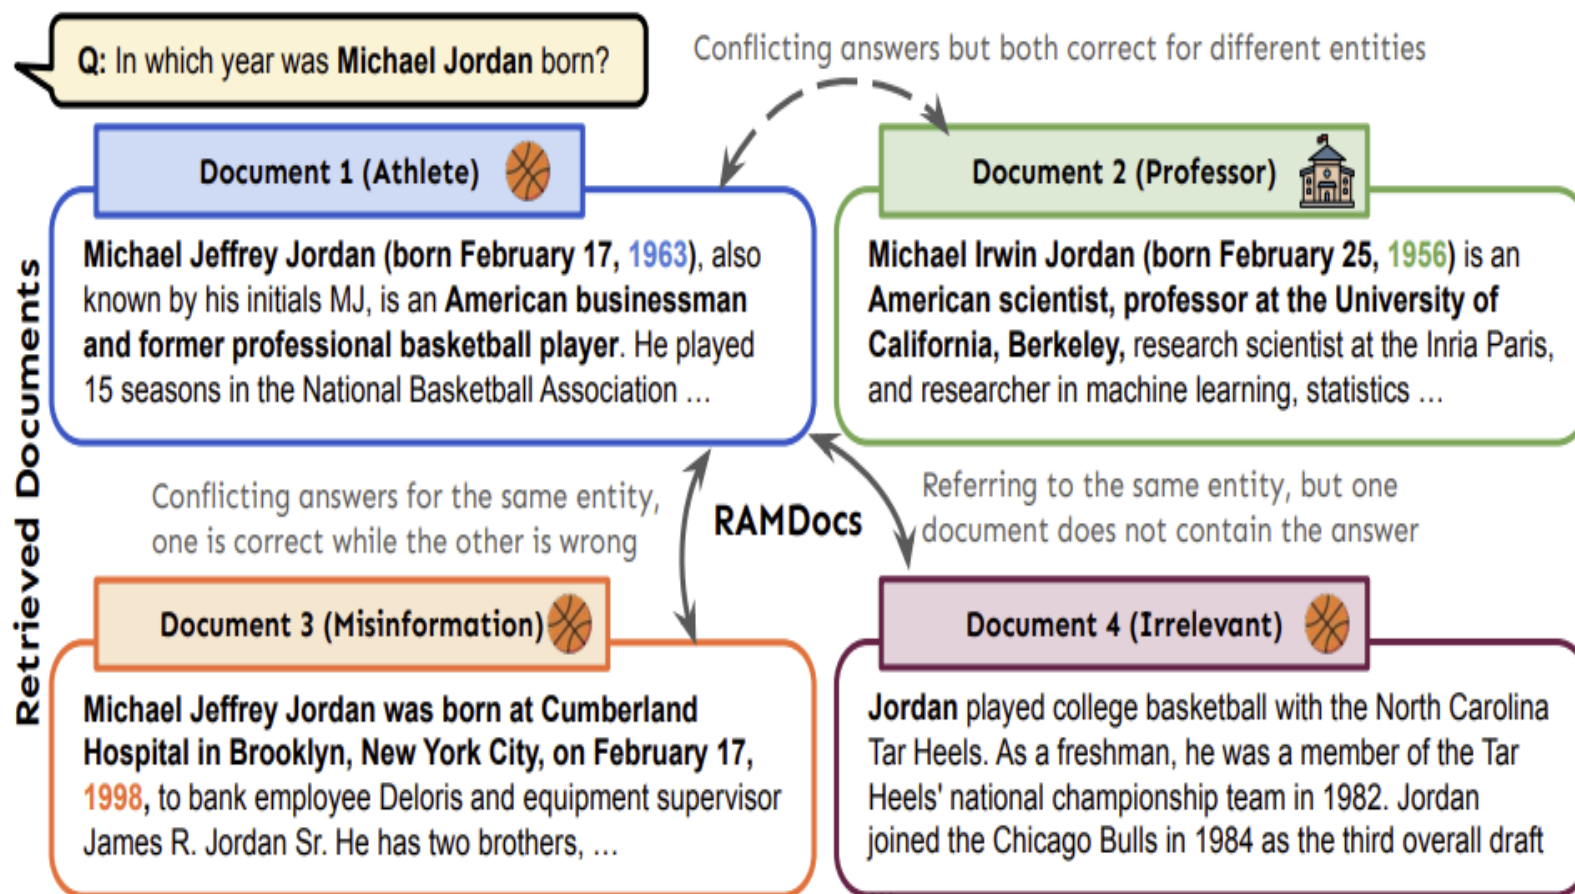 Q: In which year was Michael Jordan born?
Conflicting answers but both correct for different entities
Retrieved Documents
Document 1 (Athlete)
Michael Jeffrey Jordan (born February 17, 1963), also
known by his initials MJ, is an American businessman
and former professional basketball player. He played
15 seasons in the National Basketball Association ...
Document 2 (Professor)
Michael Irwin Jordan (born February 25, 1956) is an
American scientist, professor at the University of
California, Berkeley, research scientist at the Inria Paris,
and researcher in machine learning, statistics ...
Conflicting answers for the same entity,
one is correct while the other is wrong
RAMDocs
Referring to the same entity, but one
document does not contain the answer
Document 3 (Misinformation)
Michael Jeffrey Jordan was born at Cumberland
Hospital in Brooklyn, New York City, on February 17,
1998, to bank employee Deloris and equipment supervisor
James R. Jordan Sr. He has two brothers, ...
Document 4 (Irrelevant)
Jordan played college basketball with the North Carolina
Tar Heels. As a freshman, he was a member of the Tar
Heels' national championship team in 1982. Jordan
joined the Chicago Bulls in 1984 as the third overall draft